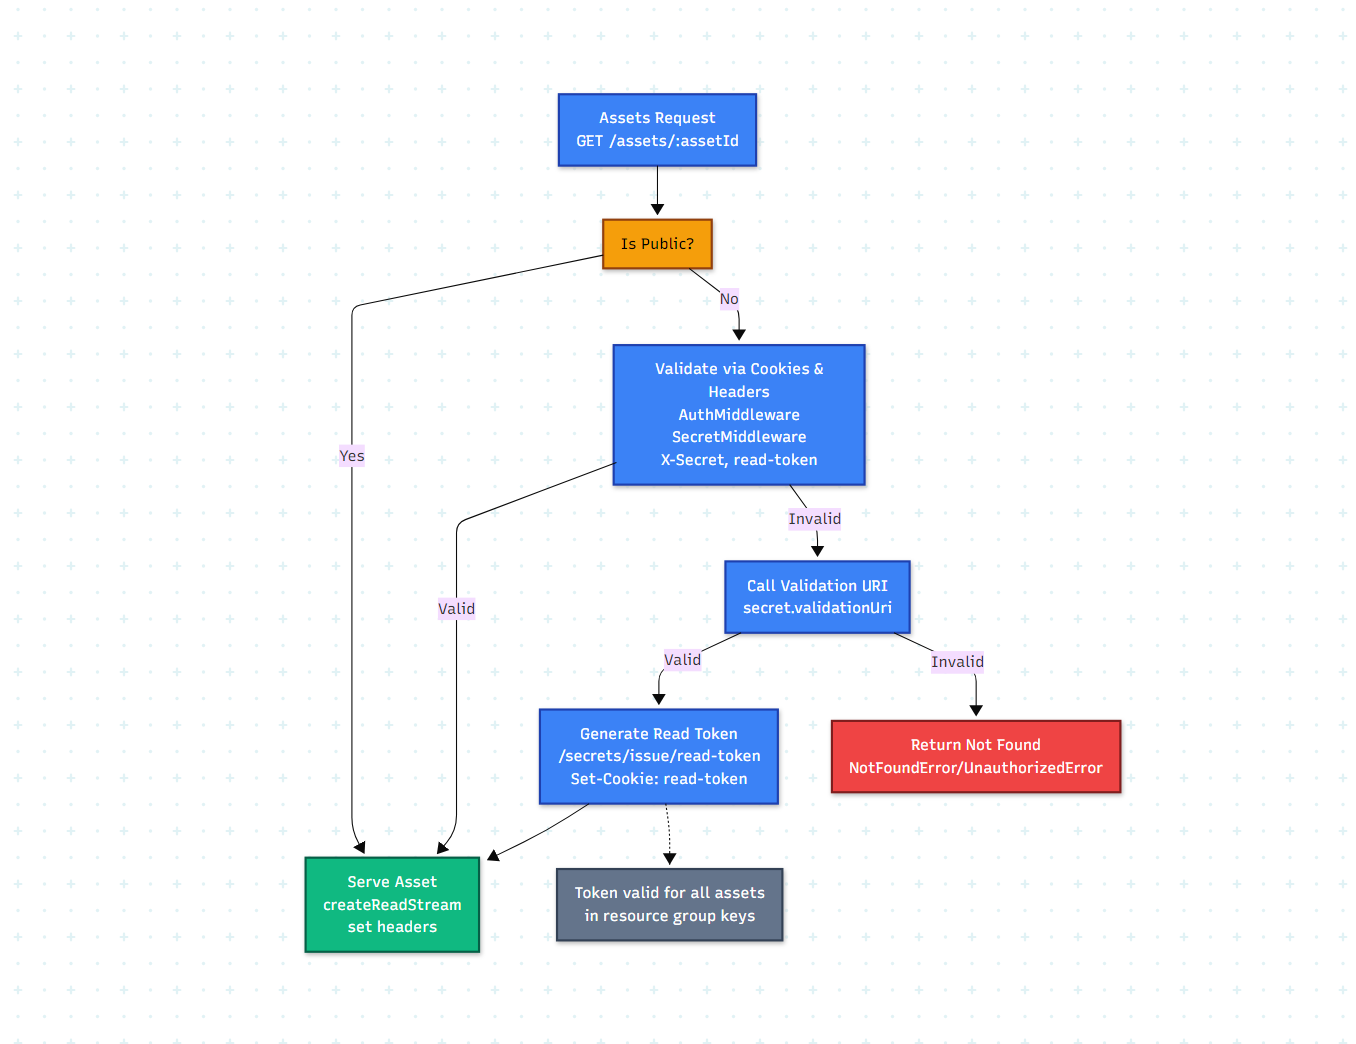 Assets Request
GET /assets/:assetId
Is Public?
No
Validate via Cookies &
Headers
AuthMiddleware
SecretMiddleware
X-Secret, read-token
Yes
Invalid
Call Validation URI
secret.validationUri
Valid
Valid
Invalid
Generate Read Token
/secrets/issue/read-token
Set-Cookie: read-token
Return Not Found
NotFoundError/UnauthorizedError
Serve Asset
createReadStream
set headers
Token valid for all assets
in resource group keys